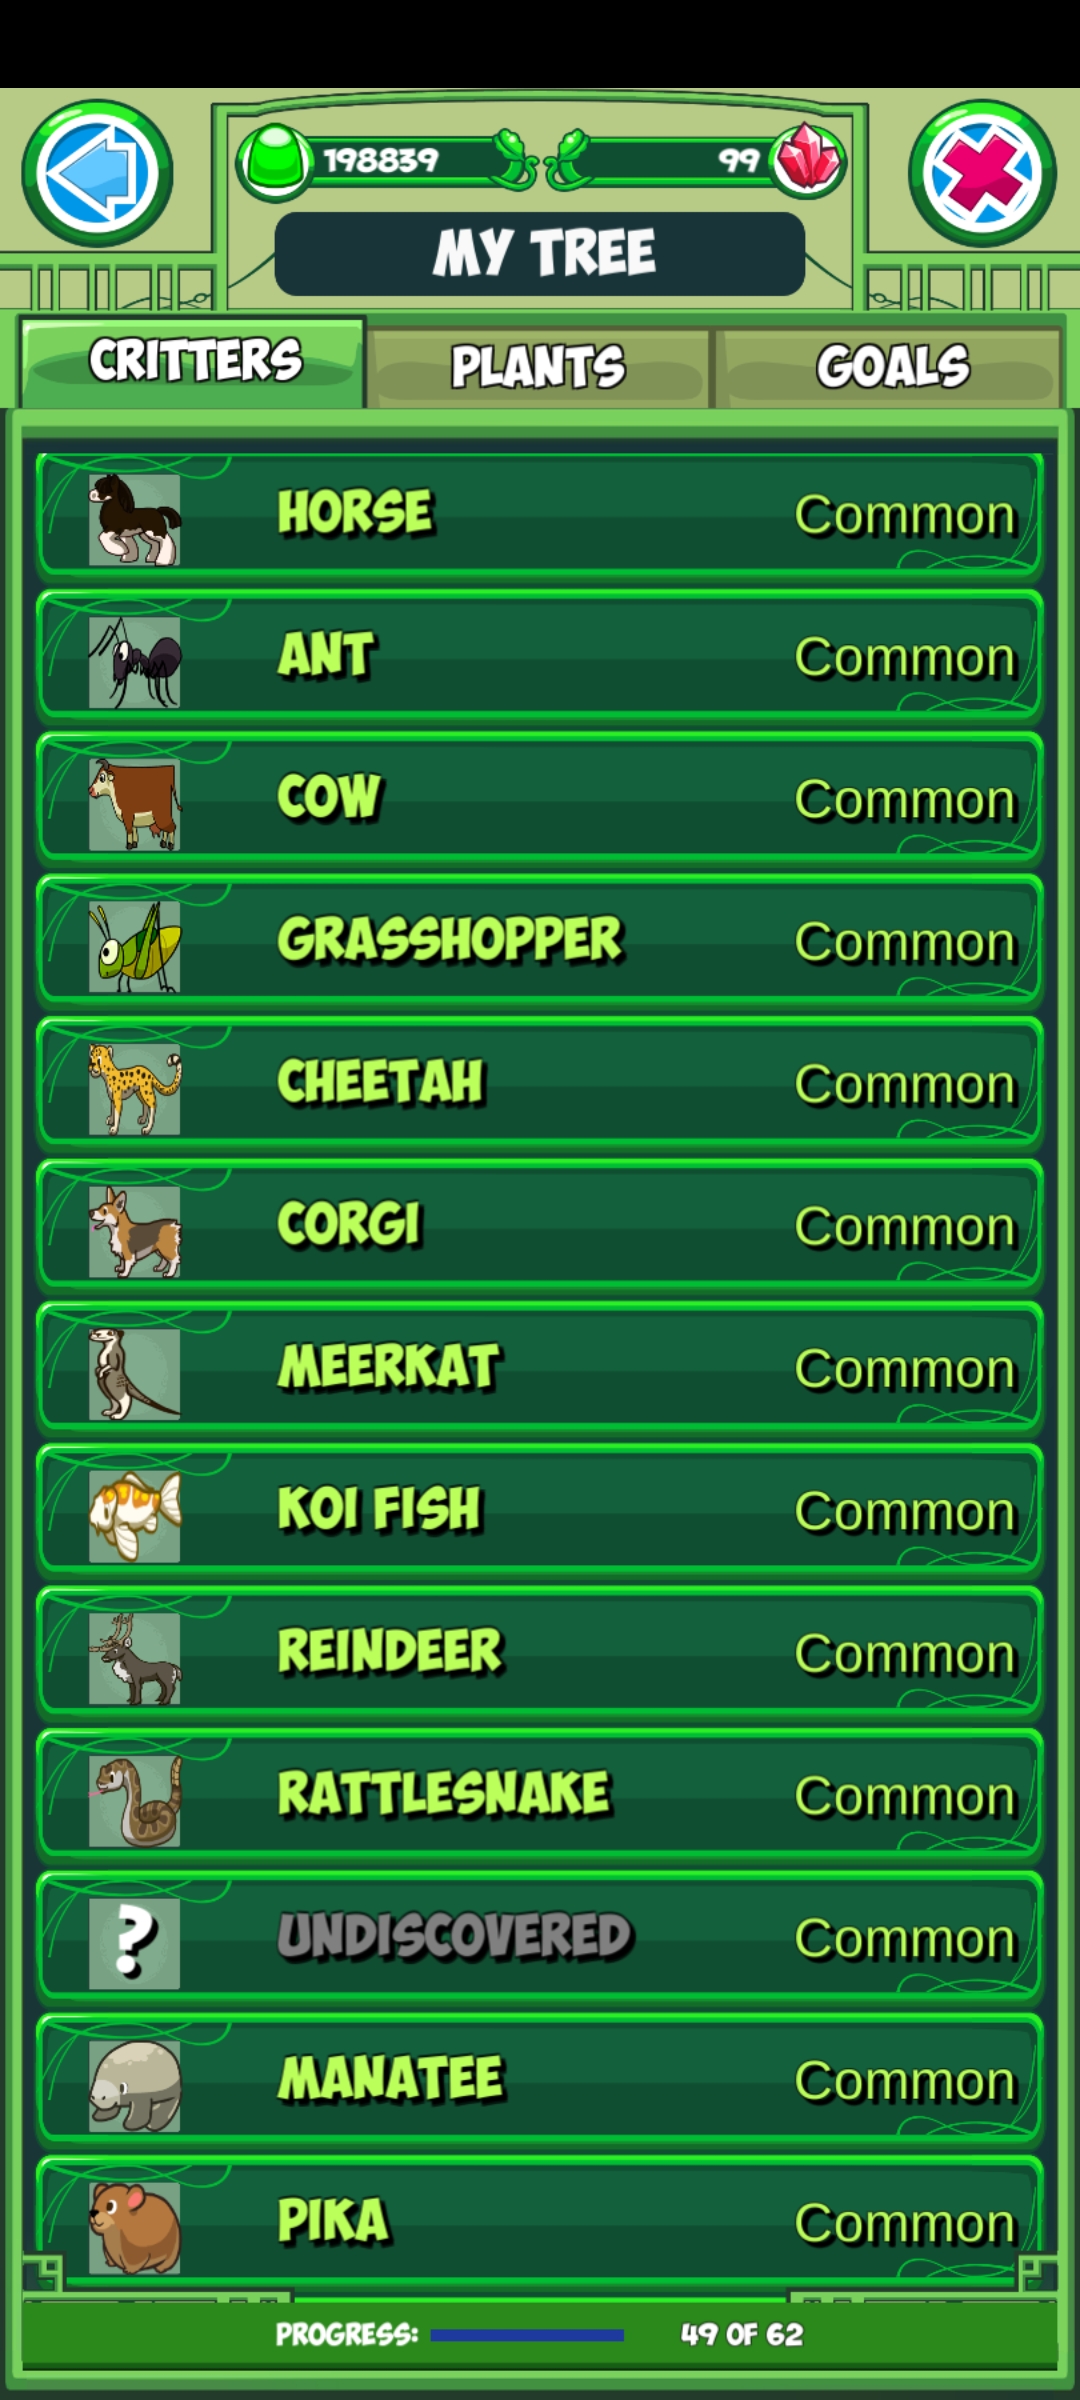 198839
99
MY TREE
CRITTERS
PLANTS
GOALS
HORSE Common
ANT Common
COW Common
GRASSHOPPER Common
CHEETAH Common
CORGI Common
MEERKAT Common
KOI FISH Common
REINDEER Common
RATTLESNAKE Common
? UNDISCOVERED Common
MANATEE Common
PIKA Common
PROGRESS: 49 OF 62